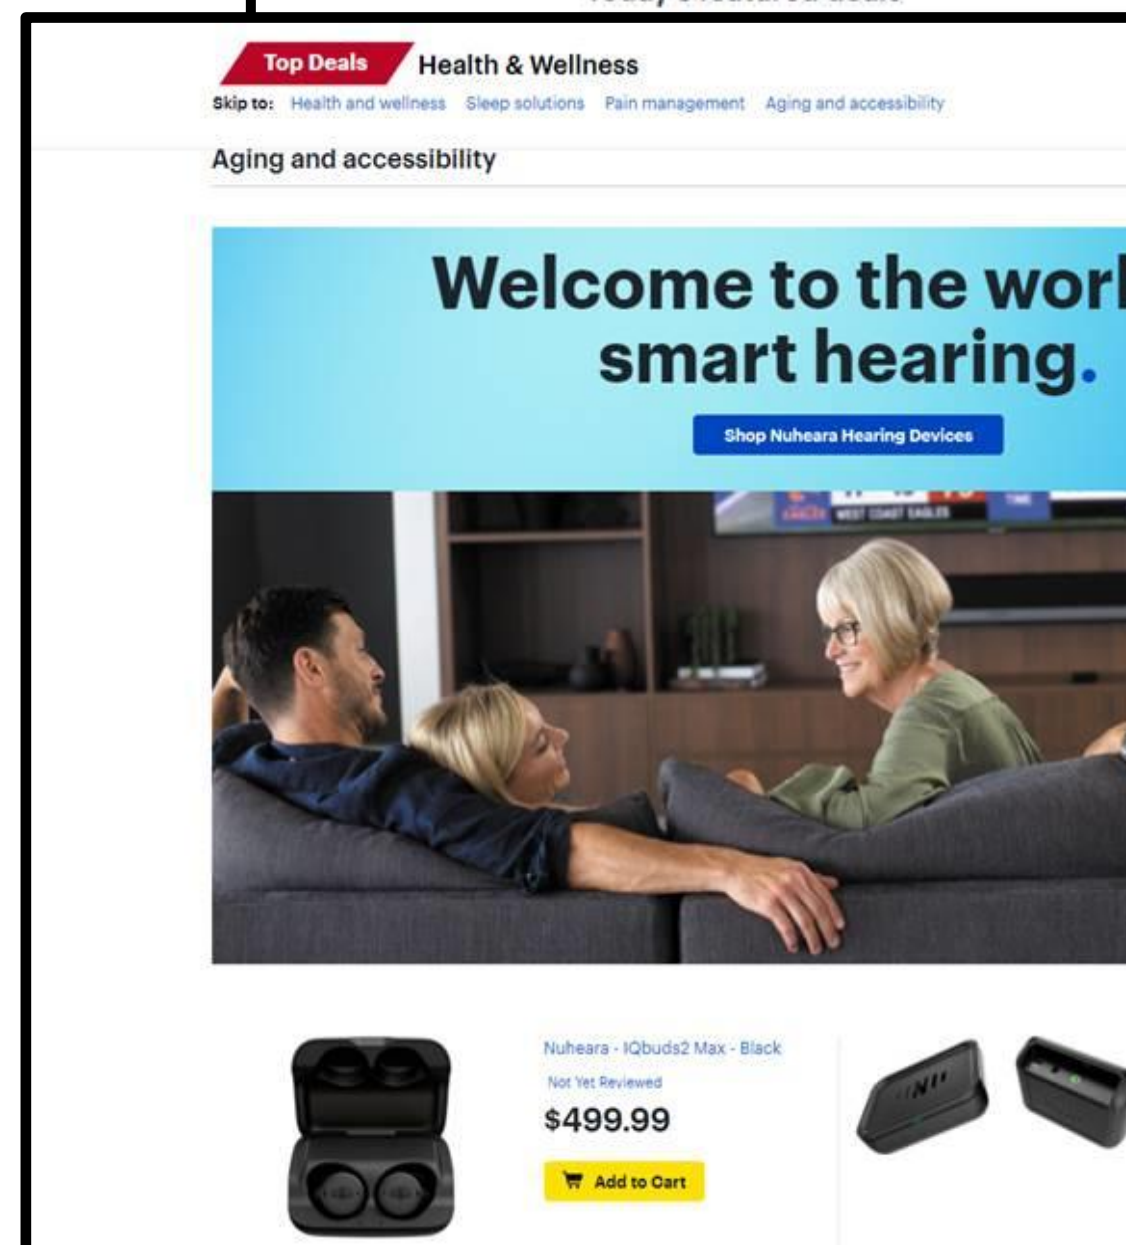 Top Deals Health & Wellness
Skip to: Health and wellness Sleep solutions Pain management Aging and accessibility
Aging and accessibility
Welcome to the worl
smart hearing.
Shop Nuheara Hearing Devices
EAGLES WEST COAST EAGLES TIME
Nuheara - IQbuds2 Max - Black
Not Yet Reviewed
$499.99
Add to Cart